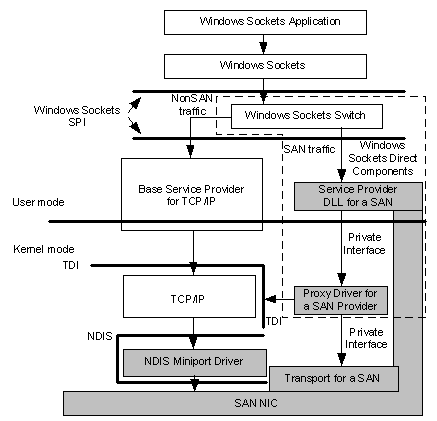 Windows Sockets Application
Windows Sockets
NonSAN
traffic
Windows Sockets
SPI
Windows Sockets Switch
SAN traffic
Windows
Sockets Direct
Components
Base Service Provider
for TCP/IP
Service Provider
DLL for a SAN
User mode
Kernel mode
Private
Interface
TDI
TCP/IP
Proxy Driver for
a SAN Provider
TDI
NDIS
Private
Interface
NDIS Miniport Driver
Transport for a SAN
SAN NIC